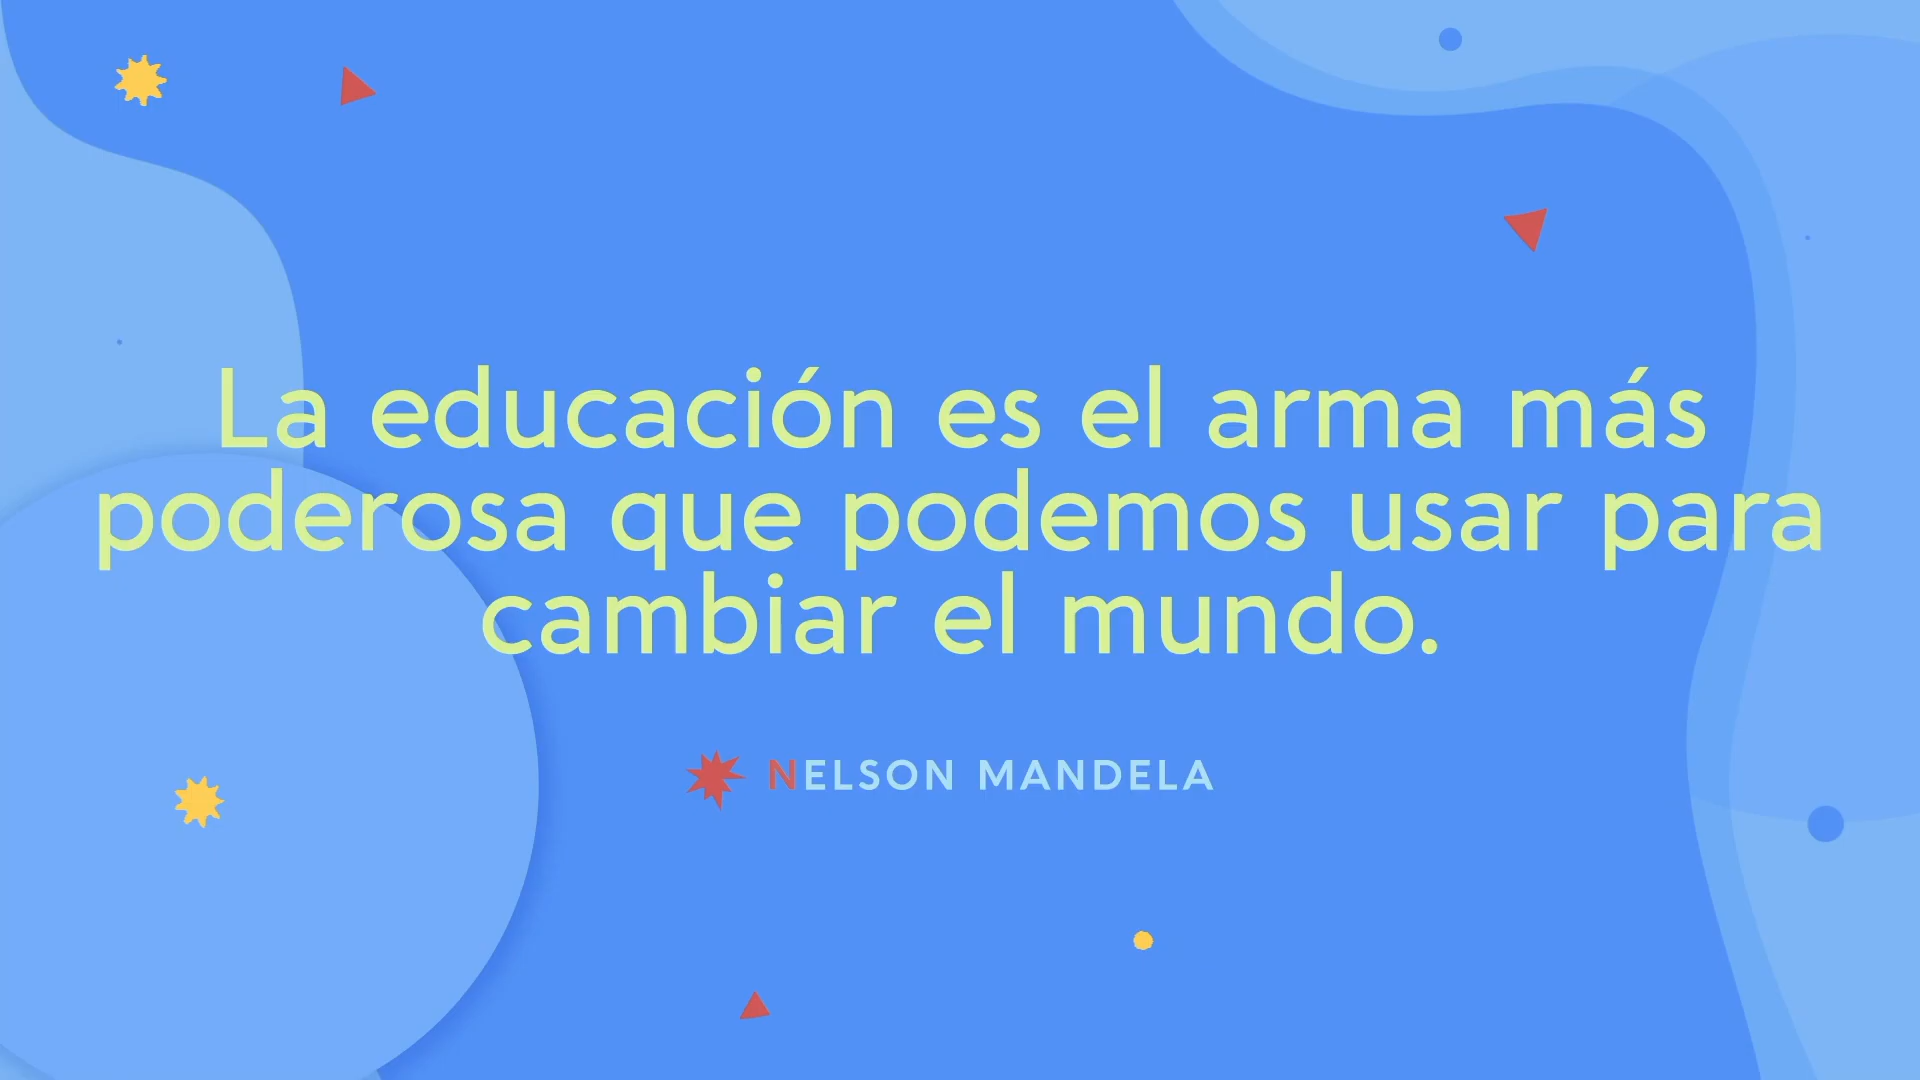 La educación es el arma más
poderosa que podemos usar para
cambiar el mundo.
NELSON MANDELA